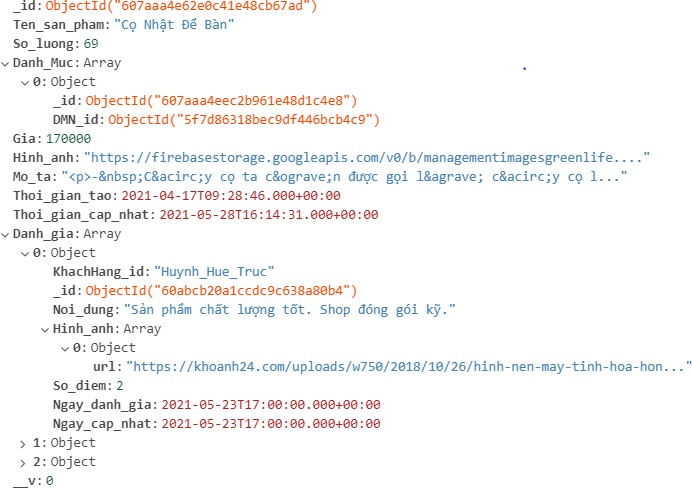 _id: ObjectId("607aaa4e62e0c41e48cb67ad")
Ten_san_pham: "Cọ Nhật Để Bàn"
So_luong: 69
Danh_Muc: Array
0: Object
_id: ObjectId("607aaa4eec2b961e48d1c4e8")
DMN_id: ObjectId("5f7d86318bec9df446bcb4c9")
Gia: 170000
Hinh_anh: "https://firebasestorage.googleapis.com/v0/b/managementimagesgreenlife...."
Mo_ta: "<p>-&nbsp;C&acirc;y cọ ta c&ograve;n được gọi l&agrave; c&acirc;y cọ l..."
Thoi_gian_tao: 2021-04-17T09:28:46.000+00:00
Thoi_gian_cap_nhat: 2021-05-28T16:14:31.000+00:00
Danh_gia: Array
0: Object
KhachHang_id: "Huynh_Hue_Truc"
_id: ObjectId("60abcb20a1ccdc9c638a80b4")
Noi_dung: "Sản phẩm chất lượng tốt. Shop đóng gói kỹ."
Hinh_anh: Array
0: Object
url: "https://khoanh24.com/uploads/w750/2018/10/26/hinh-nen-may-tinh-hoa-hon..."
So_diem: 2
Ngay_danh_gia: 2021-05-23T17:00:00.000+00:00
Ngay_cap_nhat: 2021-05-23T17:00:00.000+00:00
1: Object
2: Object
__v: 0